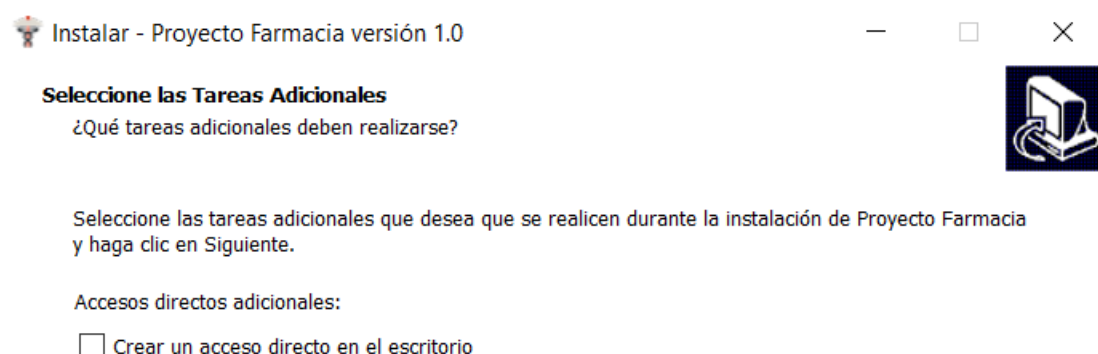 Instalar - Proyecto Farmacia versión 1.0
Seleccione las Tareas Adicionales
¿Qué tareas adicionales deben realizarse?
Seleccione las tareas adicionales que desea que se realicen durante la instalación de Proyecto Farmacia
y haga clic en Siguiente.
Accesos directos adicionales:
Crear un acceso directo en el escritorio